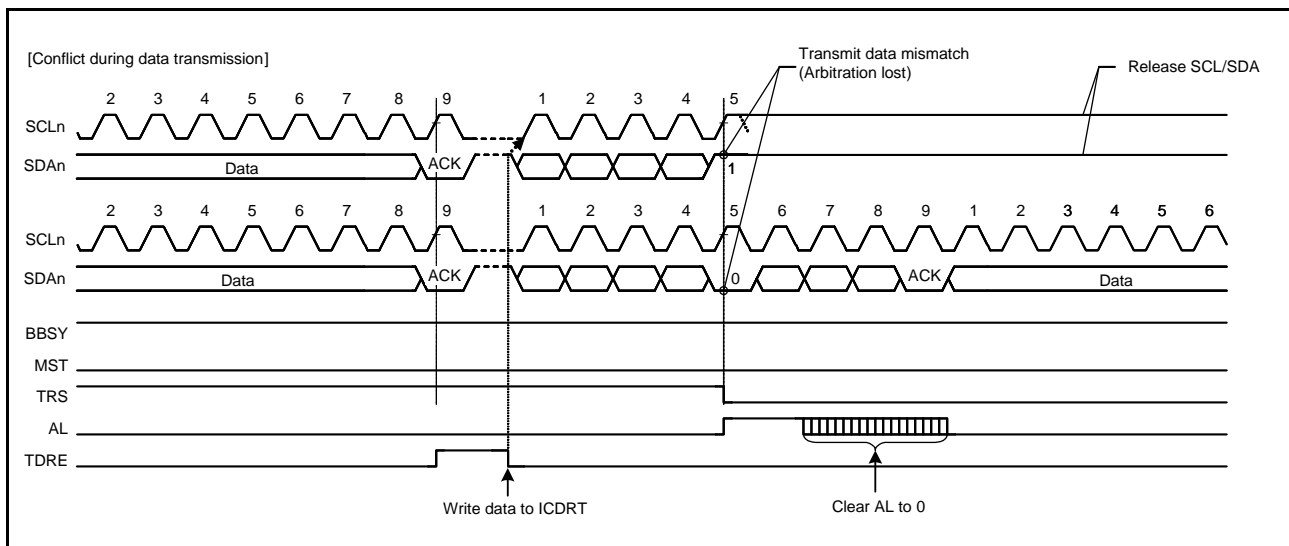 [Conflict during data transmission]
Transmit data mismatch
(Arbitration lost)
Release SCL/SDA
2 3 4 5 6 7 8 9 1 2 3 4 5
SCLn
SDAn Data ACK 1
2 3 4 5 6 7 8 9 1 2 3 4 5 6 7 8 9 1 2 3 4 5 6
SCLn
SDAn Data ACK 0 ACK Data
BBSY
MST
TRS
AL
TDRE
Write data to ICDRT Clear AL to 0